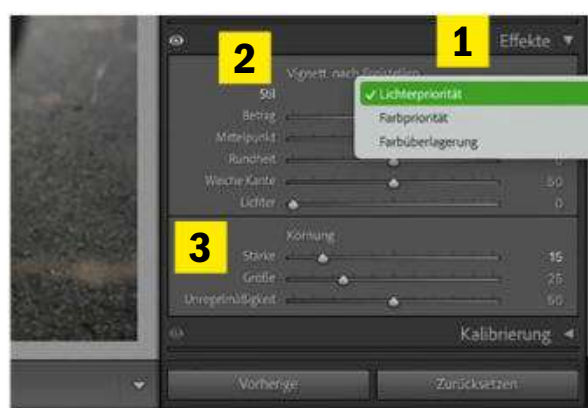 1
Effekte
2
Vignett. nach Freistellen
Stil
✓ Lichterpriorität
Farbpriorität
Farbüberlagerung
Betrag
Mittelpunkt
Rundheit 0
Weiche Kante 50
Lichter 0
3
Körnung
Stärke 15
Größe 25
Unregelmäßigkeit 50
Kalibrierung
Vorherige Zurücksetzen